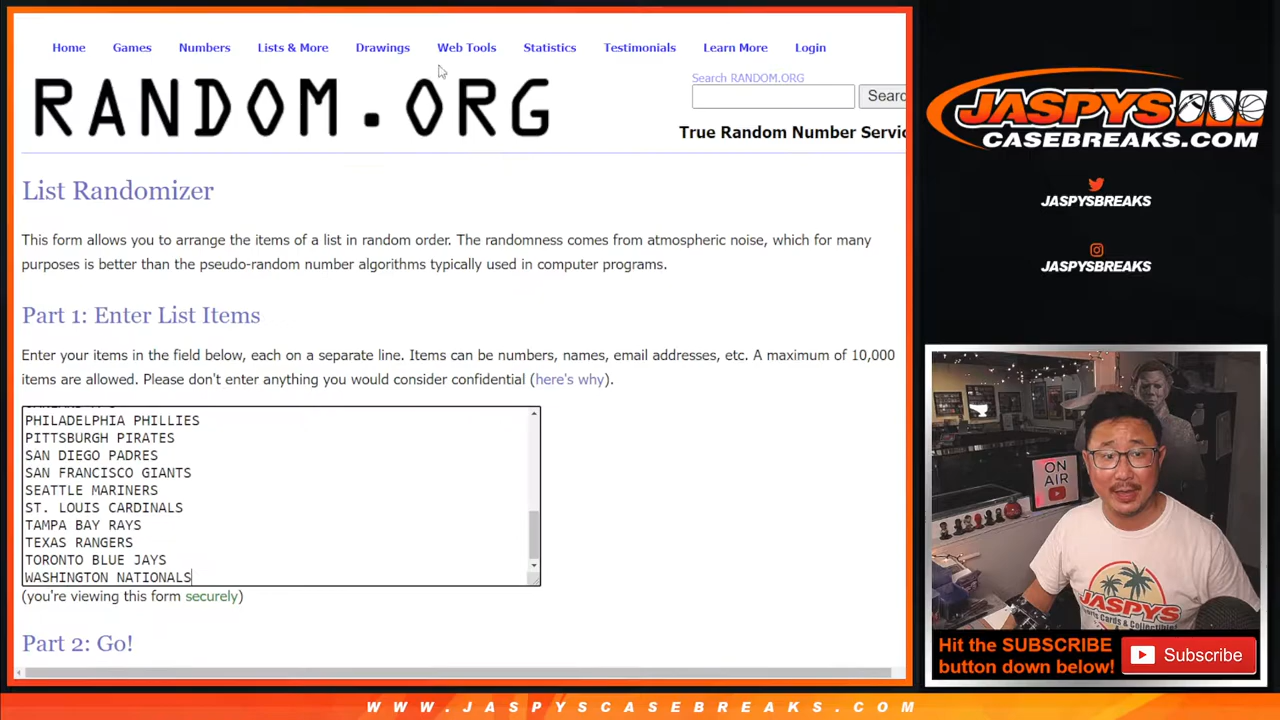 Home Games Numbers Lists & More Drawings Web Tools Statistics Testimonials Learn More Login
RANDOM.ORG
Search RANDOM.ORG
Searc
True Random Number Servic
List Randomizer
This form allows you to arrange the items of a list in random order. The randomness comes from atmospheric noise, which for many
purposes is better than the pseudo-random number algorithms typically used in computer programs.
Part 1: Enter List Items
Enter your items in the field below, each on a separate line. Items can be numbers, names, email addresses, etc. A maximum of 10,000
items are allowed. Please don't enter anything you would consider confidential (here's why).
PHILADELPHIA PHILLIES
PITTSBURGH PIRATES
SAN DIEGO PADRES
SAN FRANCISCO GIANTS
SEATTLE MARINERS
ST. LOUIS CARDINALS
TAMPA BAY RAYS
TEXAS RANGERS
TORONTO BLUE JAYS
WASHINGTON NATIONALS
(you're viewing this form securely)
Part 2: Go!
JASPYS
CASEBREAKS.COM
JASPYSBREAKS
JASPYSBREAKS
ON
AIR
JASPYS
Hit the SUBSCRIBE
button down below!
Subscribe
WWW.JASPYSCASEBREAKS.COM